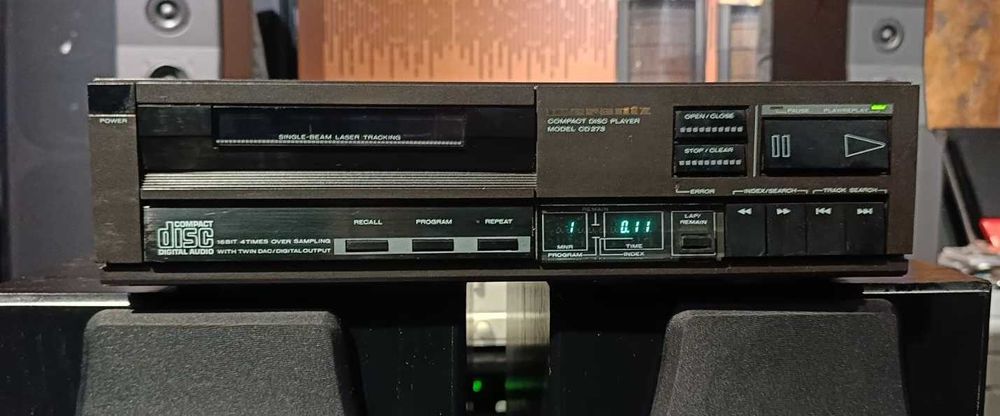 POWER
SINGLE-BEAM LASER TRACKING
marantz
COMPACT DISC PLAYER
MODEL CD273
OPEN / CLOSE
STOP / CLEAR
PAUSE
PLAY/REPLAY
ERROR
INDEX/SEARCH
TRACK SEARCH
COMPACT
disc
DIGITAL AUDIO
16BIT 4TIMES OVER SAMPLING
WITH TWIN DAC/DIGITAL OUTPUT
RECALL
PROGRAM
REPEAT
REMAIN
1
0.11
MNR
TIME
PROGRAM
INDEX
LAP/
REMAIN